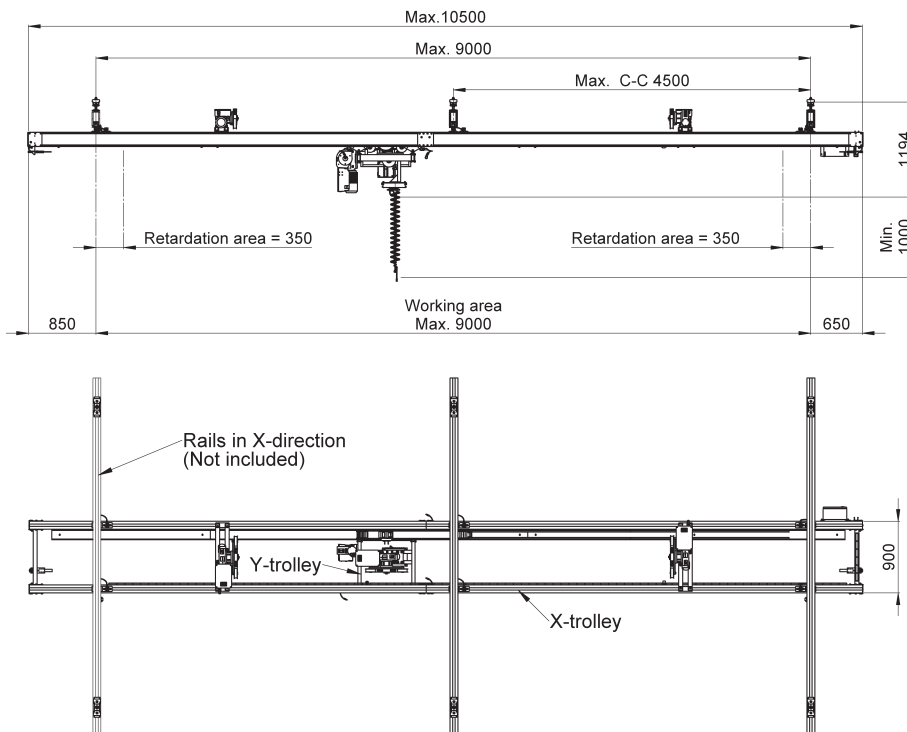 Max.10500
Max. 9000
Max. C-C 4500
1194
Retardation area = 350
Retardation area = 350
Min.
1000
Working area
850
Max. 9000
650
Rails in X-direction
(Not included)
900
Y-trolley
X-trolley